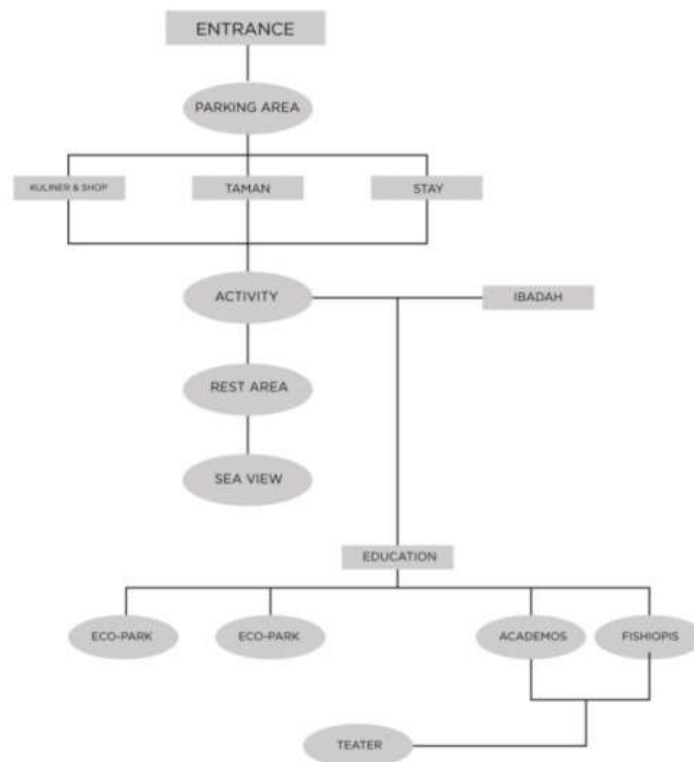 ENTRANCE
PARKING AREA
KULINER & SHOP
TAMAN
STAY
ACTIVITY
IBADAH
REST AREA
SEA VIEW
EDUCATION
ECO-PARK
ECO-PARK
ACADEMOS
FISHIOPIS
TEATER